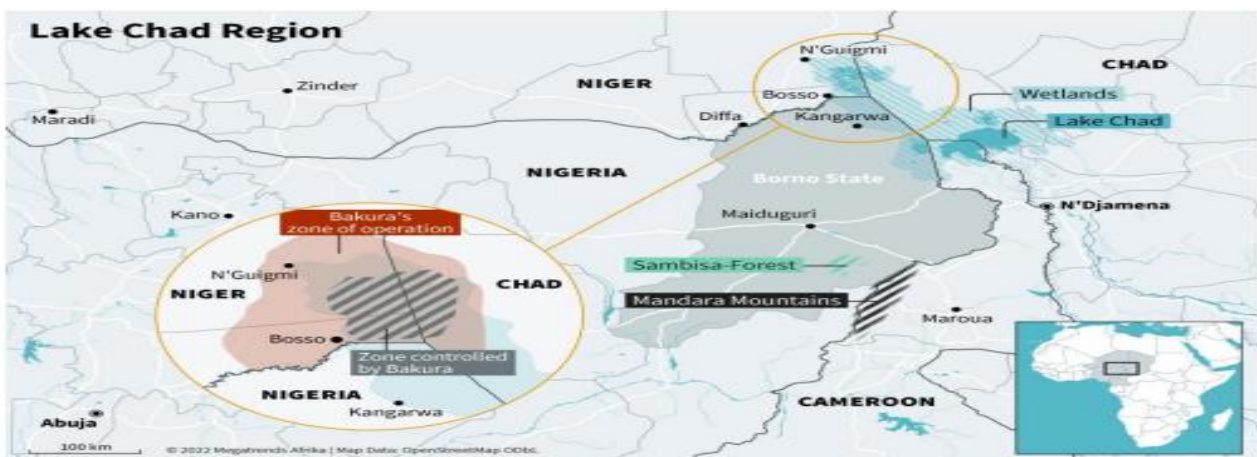 Lake Chad Region
N'Guigmi
NIGER
CHAD
Zinder
Bosso
Wetlands
Maradi
Diffa
Kangarwa
Lake Chad
NIGERIA
Borno State
Kano
Bakura's
zone of operation
Maiduguri
N'Djamena
N'Guigmi
Sambisa-Forest
NIGER
CHAD
Mandara Mountains
Maroua
Bosso
Zone controlled
by Bakura
NIGERIA
Kangarwa
CAMEROON
Abuja
100 km
© 2022 Megatrends Afrika | Map Data: OpenStreetMap ODbL